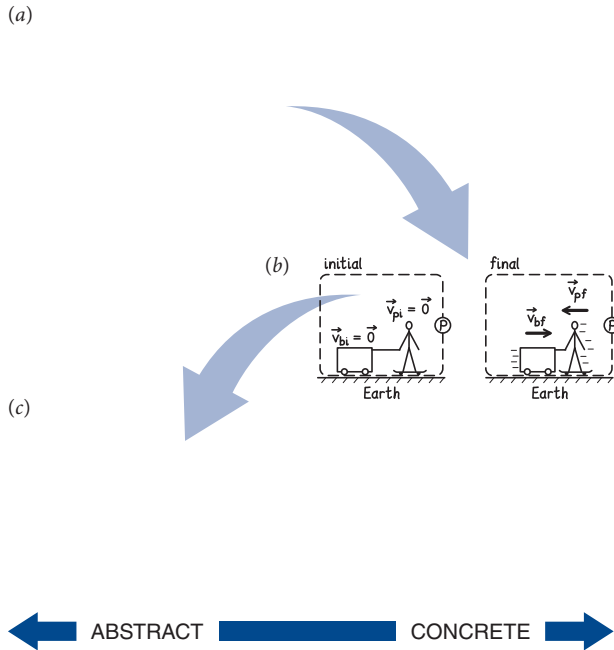 (a)
(b)
initial
v⃗pi = 0⃗
v⃗bi = 0⃗
P
Earth
final
v⃗pf
v⃗bf
P
Earth
(c)
ABSTRACT
CONCRETE